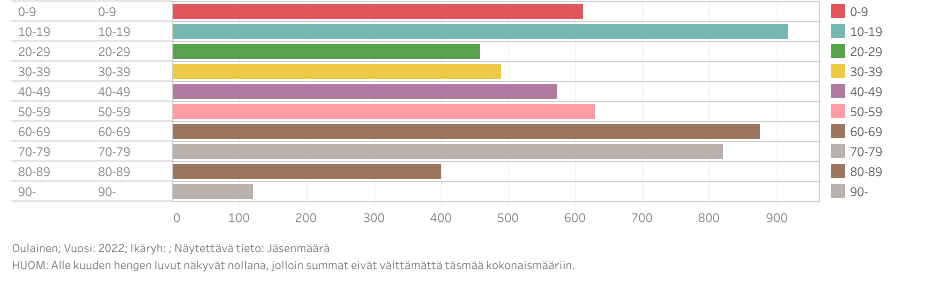 0-9 0-9 0-9
10-19 10-19 10-19
20-29 20-29 20-29
30-39 30-39 30-39
40-49 40-49 40-49
50-59 50-59 50-59
60-69 60-69 60-69
70-79 70-79 70-79
80-89 80-89 80-89
90- 90- 90-
0 100 200 300 400 500 600 700 800 900
Oulainen; Vuosi: 2022; Ikäryh: ; Näytettävä tieto: Jäsenmäärä
HUOM: Alle kuuden hengen luvut näkyvät nollana, jolloin summat eivät välttämättä täsmää kokonaismääriin.